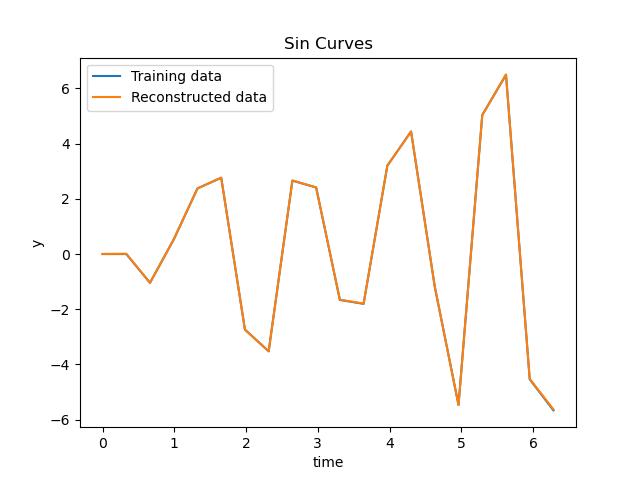 Sin Curves
Training data
Reconstructed data
6
4
2
0
−2
−4
−6
y
0 1 2 3 4 5 6
time